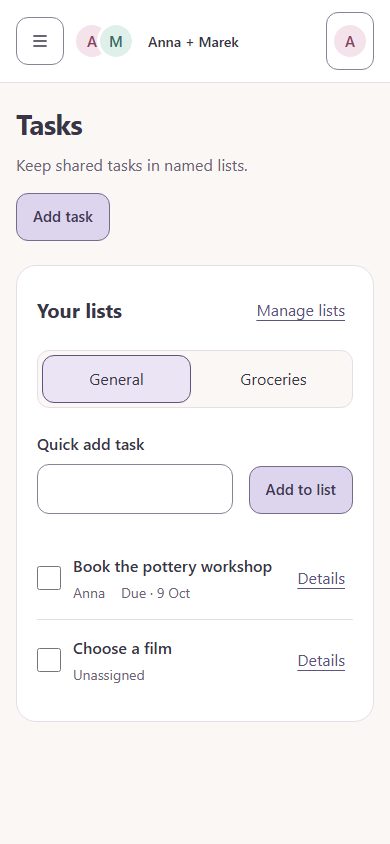 ☰ A M Anna + Marek A
Tasks
Keep shared tasks in named lists.
Add task
Your lists Manage lists
General Groceries
Quick add task
Add to list
Book the pottery workshop
Anna Due · 9 Oct Details
Choose a film
Unassigned Details